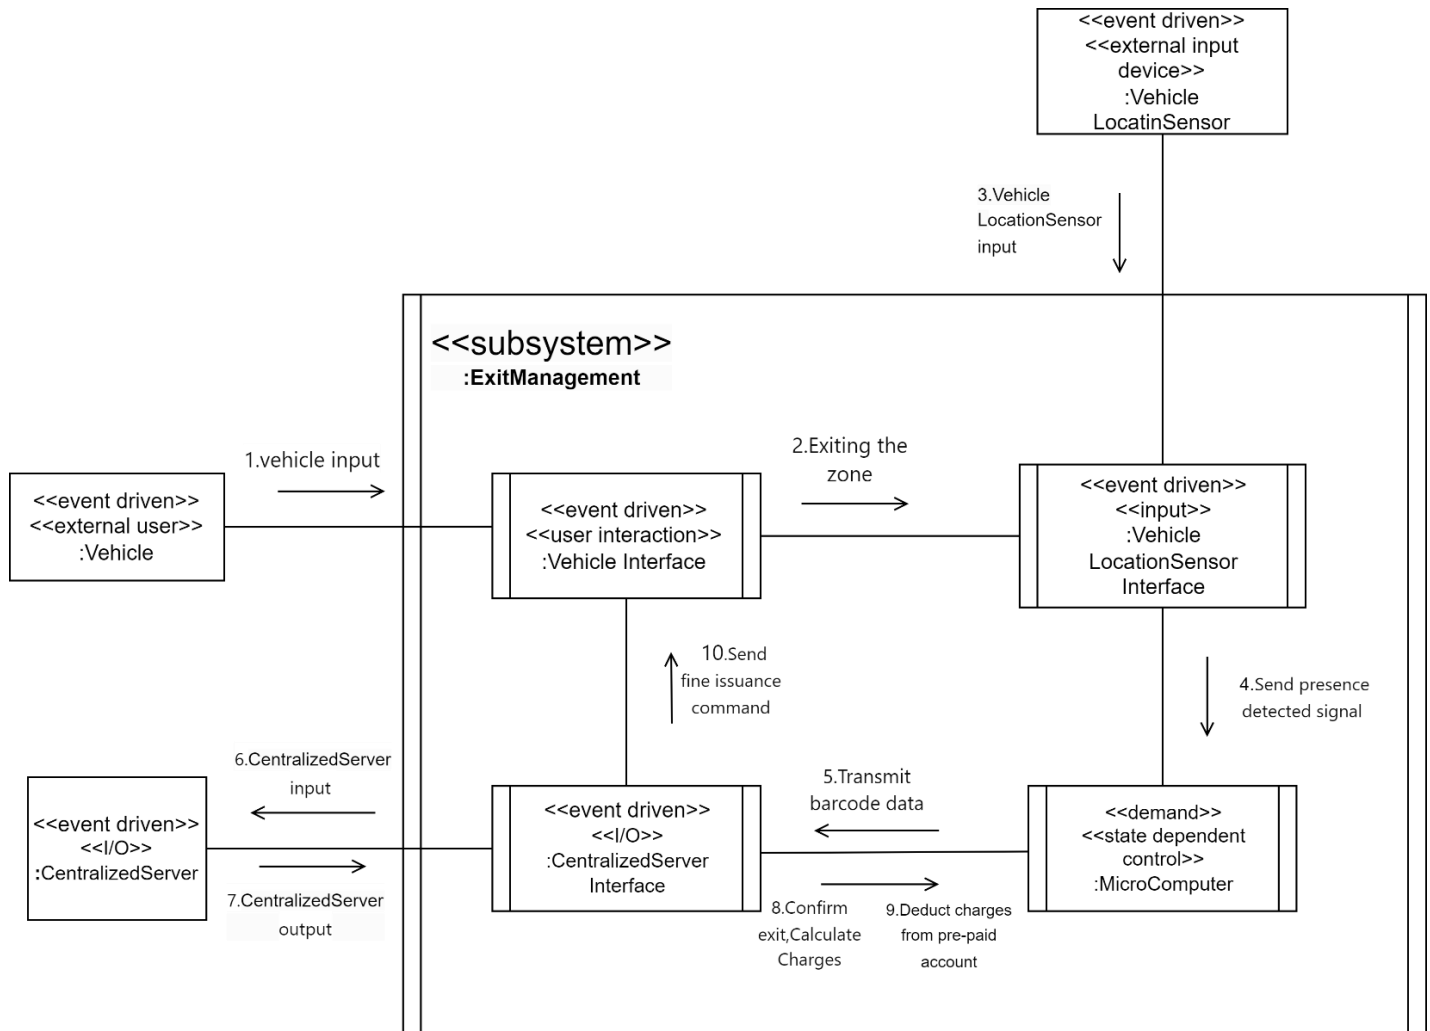 <<event driven>>
<<external input
device>>
:Vehicle
LocatinSensor
3.Vehicle
LocationSensor
input
<<subsystem>>
:ExitManagement
1.vehicle input
2.Exiting the
zone
<<event driven>>
<<external user>>
:Vehicle
<<event driven>>
<<user interaction>>
:Vehicle Interface
<<event driven>>
<<input>>
:Vehicle
LocationSensor
Interface
10.Send
fine issuance
command
4.Send presence
detected signal
6.CentralizedServer
input
5.Transmit
barcode data
<<event driven>>
<<I/O>>
:CentralizedServer
<<event driven>>
<<I/O>>
:CentralizedServer
Interface
<<demand>>
<<state dependent
control>>
:MicroComputer
7.CentralizedServer
output
8.Confirm
exit,Calculate
Charges
9.Deduct charges
from pre-paid
account